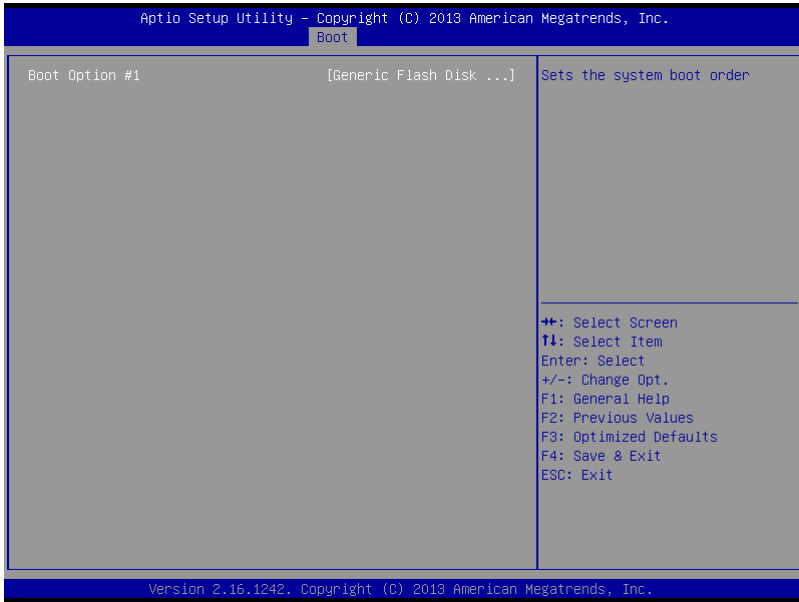 Aptio Setup Utility – Copyright (C) 2013 American Megatrends, Inc.
Boot
Boot Option #1 [Generic Flash Disk ...]
Sets the system boot order
→←: Select Screen
↑↓: Select Item
Enter: Select
+/-: Change Opt.
F1: General Help
F2: Previous Values
F3: Optimized Defaults
F4: Save & Exit
ESC: Exit
Version 2.16.1242. Copyright (C) 2013 American Megatrends, Inc.